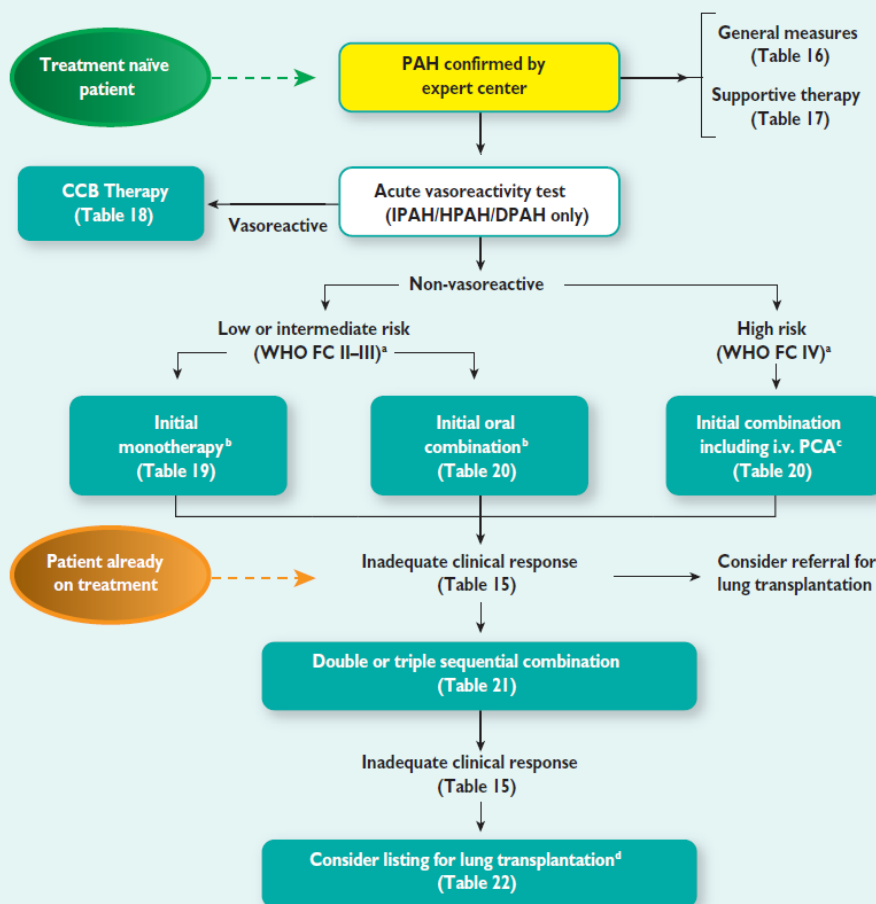 Treatment naïve
patient
PAH confirmed by
expert center
General measures
(Table 16)
Supportive therapy
(Table 17)
CCB Therapy
(Table 18)
Vasoreactive
Acute vasoreactivity test
(IPAH/HPAH/DPAH only)
Non-vasoreactive
Low or intermediate risk
(WHO FC II–III)ᵃ
High risk
(WHO FC IV)ᵃ
Initial
monotherapyᵇ
(Table 19)
Initial oral
combinationᵇ
(Table 20)
Initial combination
including i.v. PCAᶜ
(Table 20)
Patient already
on treatment
Inadequate clinical response
(Table 15)
Consider referral for
lung transplantation
Double or triple sequential combination
(Table 21)
Inadequate clinical response
(Table 15)
Consider listing for lung transplantationᵈ
(Table 22)